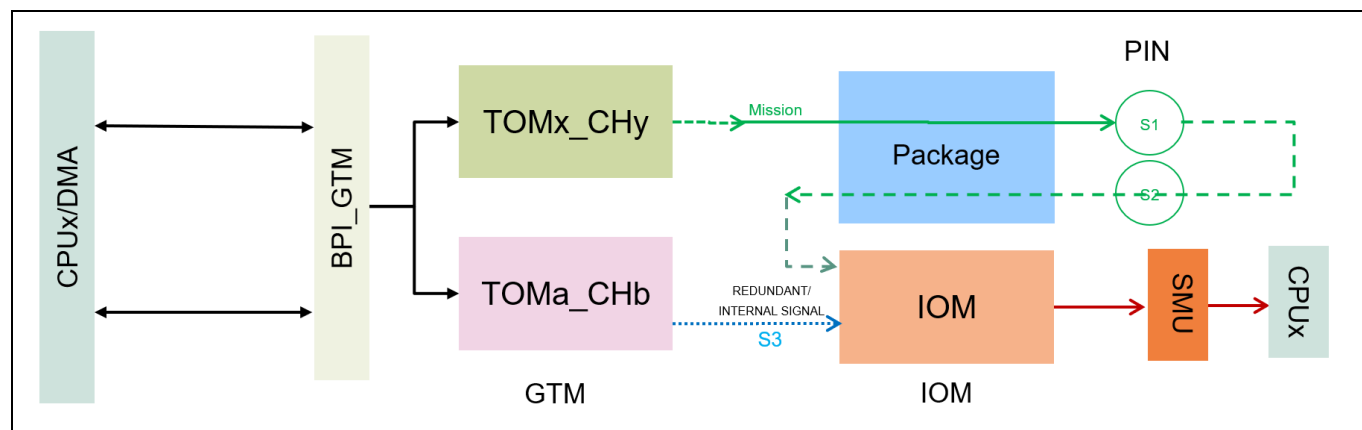 PIN
CPUx/DMA
BPI_GTM
TOMx_CHy
Mission
Package
S1
S2
TOMa_CHb
REDUNDANT/
INTERNAL SIGNAL
S3
IOM
SMU
CPUx
GTM
IOM